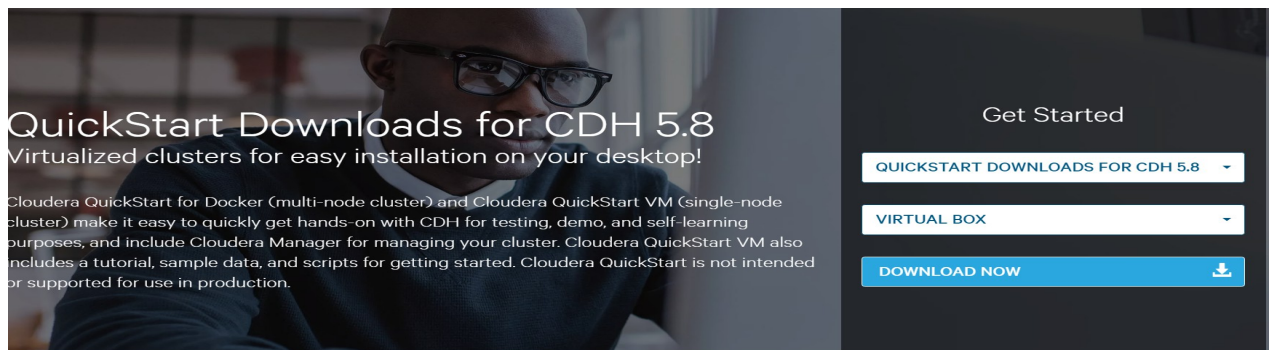 QuickStart Downloads for CDH 5.8
Virtualized clusters for easy installation on your desktop!
Cloudera QuickStart for Docker (multi-node cluster) and Cloudera QuickStart VM (single-node
cluster) make it easy to quickly get hands-on with CDH for testing, demo, and self-learning
purposes, and include Cloudera Manager for managing your cluster. Cloudera QuickStart VM also
includes a tutorial, sample data, and scripts for getting started. Cloudera QuickStart is not intended
or supported for use in production.
Get Started
QUICKSTART DOWNLOADS FOR CDH 5.8
VIRTUAL BOX
DOWNLOAD NOW